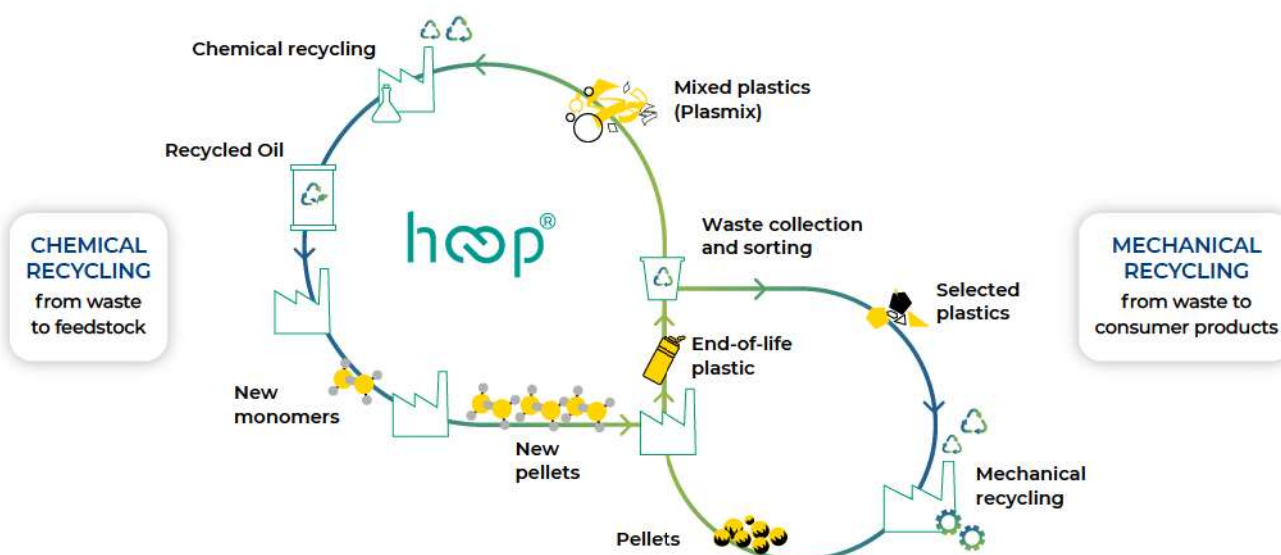 Chemical recycling
Mixed plastics
(Plasmix)
Recycled Oil
hoop®
CHEMICAL
RECYCLING
from waste
to feedstock
Waste collection
and sorting
MECHANICAL
RECYCLING
from waste to
consumer products
Selected
plastics
End-of-life
plastic
New
monomers
New
pellets
Mechanical
recycling
Pellets